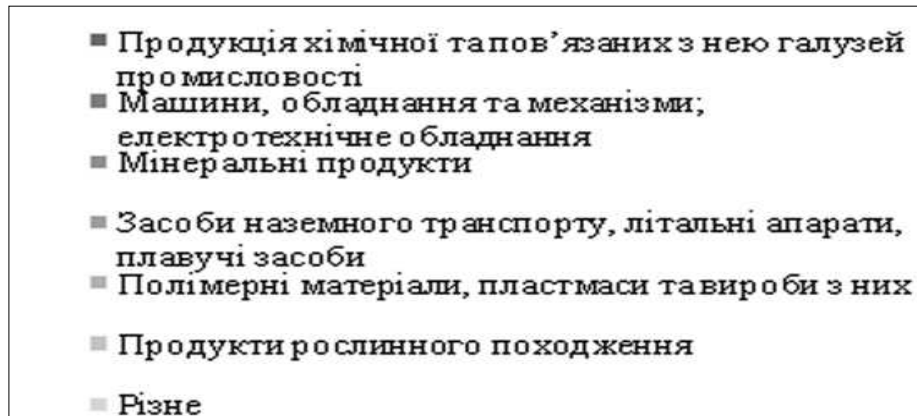 Продукція хімічної та пов’язаних з нею галузей
промисловості
Машини, обладнання та механізми;
електротехнічне обладнання
Мінеральні продукти
Засоби наземного транспорту, літальні апарати,
плавучі засоби
Полімерні матеріали, пластмаси та вироби з них
Продукти рослинного походження
Різне